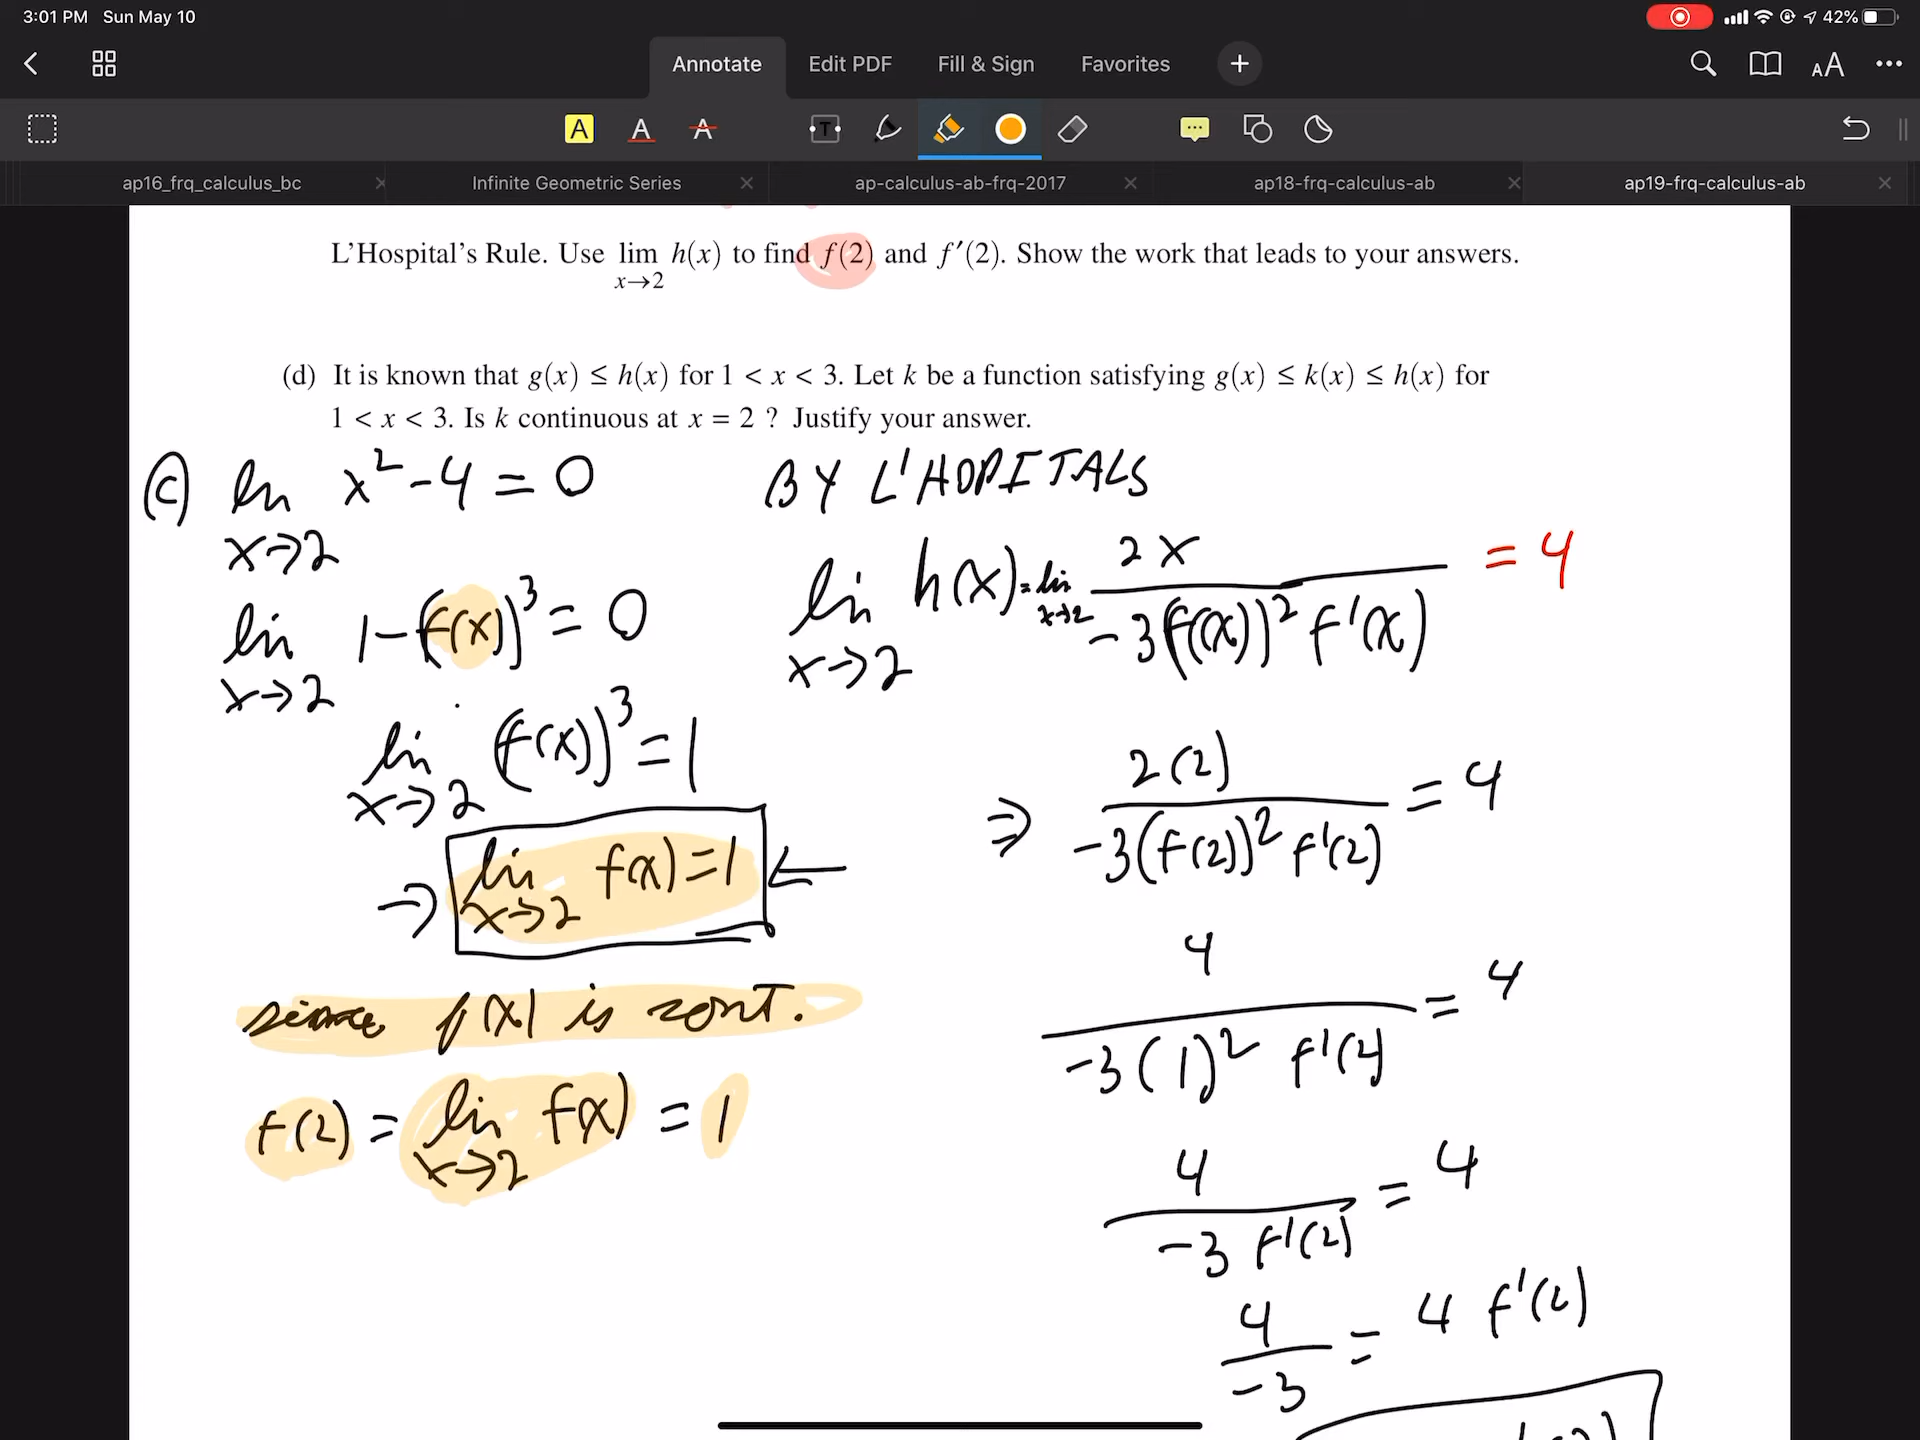 3:01 PM Sun May 10
42%
Annotate Edit PDF Fill & Sign Favorites
ap16_frq_calculus_bc Infinite Geometric Series ap-calculus-ab-frq-2017 ap18-frq-calculus-ab ap19-frq-calculus-ab
L’Hospital’s Rule. Use lim h(x) to find f(2) and f′(2). Show the work that leads to your answers.
x→2
(d) It is known that g(x) ≤ h(x) for 1 < x < 3. Let k be a function satisfying g(x) ≤ k(x) ≤ h(x) for
1 < x < 3. Is k continuous at x = 2 ? Justify your answer.
(c) lim x² - 4 = 0
x→2
lim 1 - (f(x))³ = 0
x→2
lim (f(x))³ = 1
x→2
→ lim f(x) = 1 ←
x→2
since f(x) is cont.
f(2) = lim f(x) = 1
x→2
BY L'HOPITALS
lim h(x) = lim 2x / -3(f(x))² f'(x) = 4
x→2 x→2
⇒ 2(2) / -3(f(2))² f'(2) = 4
4 / -3(1)² f'(2) = 4
4 / -3 f'(2) = 4
4 / -3 = 4 f'(2)